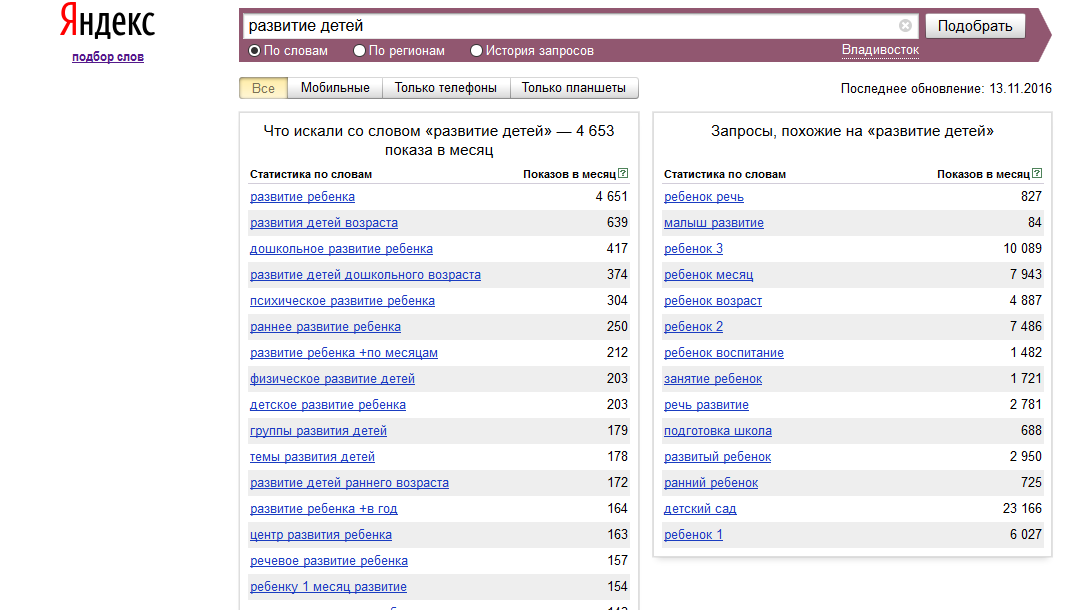 Яндекс
подбор слов
развитие детей
Подобрать
По словам По регионам История запросов Владивосток
Все Мобильные Только телефоны Только планшеты
Последнее обновление: 13.11.2016
Что искали со словом «развитие детей» — 4 653
показа в месяц
Статистика по словам Показов в месяц ?
развитие ребенка 4 651
развития детей возраста 639
дошкольное развитие ребенка 417
развитие детей дошкольного возраста 374
психическое развитие ребенка 304
раннее развитие ребенка 250
развитие ребенка +по месяцам 212
физическое развитие детей 203
детское развитие ребенка 203
группы развития детей 179
темы развития детей 178
развитие детей раннего возраста 172
развитие ребенка +в год 164
центр развития ребенка 163
речевое развитие ребенка 157
ребенку 1 месяц развитие 154
Запросы, похожие на «развитие детей»
Статистика по словам Показов в месяц ?
ребенок речь 827
малыш развитие 84
ребенок 3 10 089
ребенок месяц 7 943
ребенок возраст 4 887
ребенок 2 7 486
ребенок воспитание 1 482
занятие ребенок 1 721
речь развитие 2 781
подготовка школа 688
развитый ребенок 2 950
ранний ребенок 725
детский сад 23 166
ребенок 1 6 027